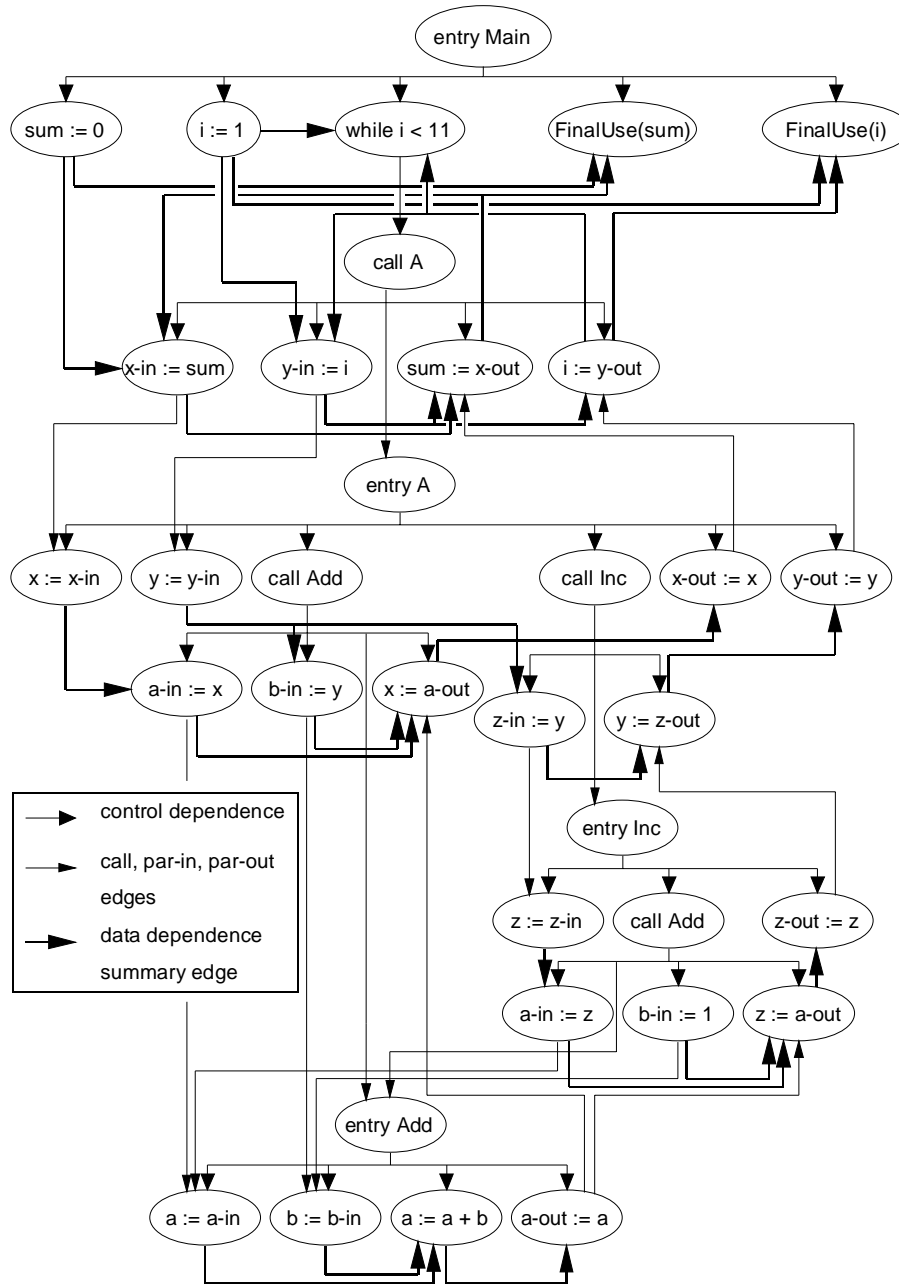 entry Main
sum := 0
i := 1
while i < 11
FinalUse(sum)
FinalUse(i)
call A
x-in := sum
y-in := i
sum := x-out
i := y-out
entry A
x := x-in
y := y-in
call Add
call Inc
x-out := x
y-out := y
a-in := x
b-in := y
x := a-out
z-in := y
y := z-out
control dependence
call, par-in, par-out
edges
data dependence
summary edge
entry Inc
z := z-in
call Add
z-out := z
a-in := z
b-in := 1
z := a-out
entry Add
a := a-in
b := b-in
a := a + b
a-out := a